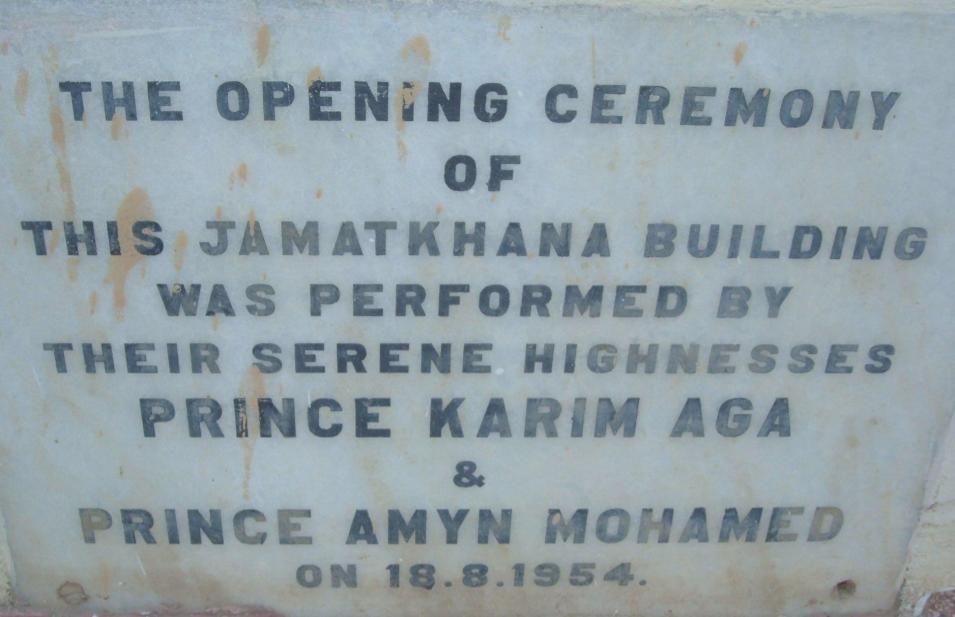 THE OPENING CEREMONY
OF
THIS JAMATKHANA BUILDING
WAS PERFORMED BY
THEIR SERENE HIGHNESSES
PRINCE KARIM AGA
&
PRINCE AMYN MOHAMED
ON 18.8.1954.